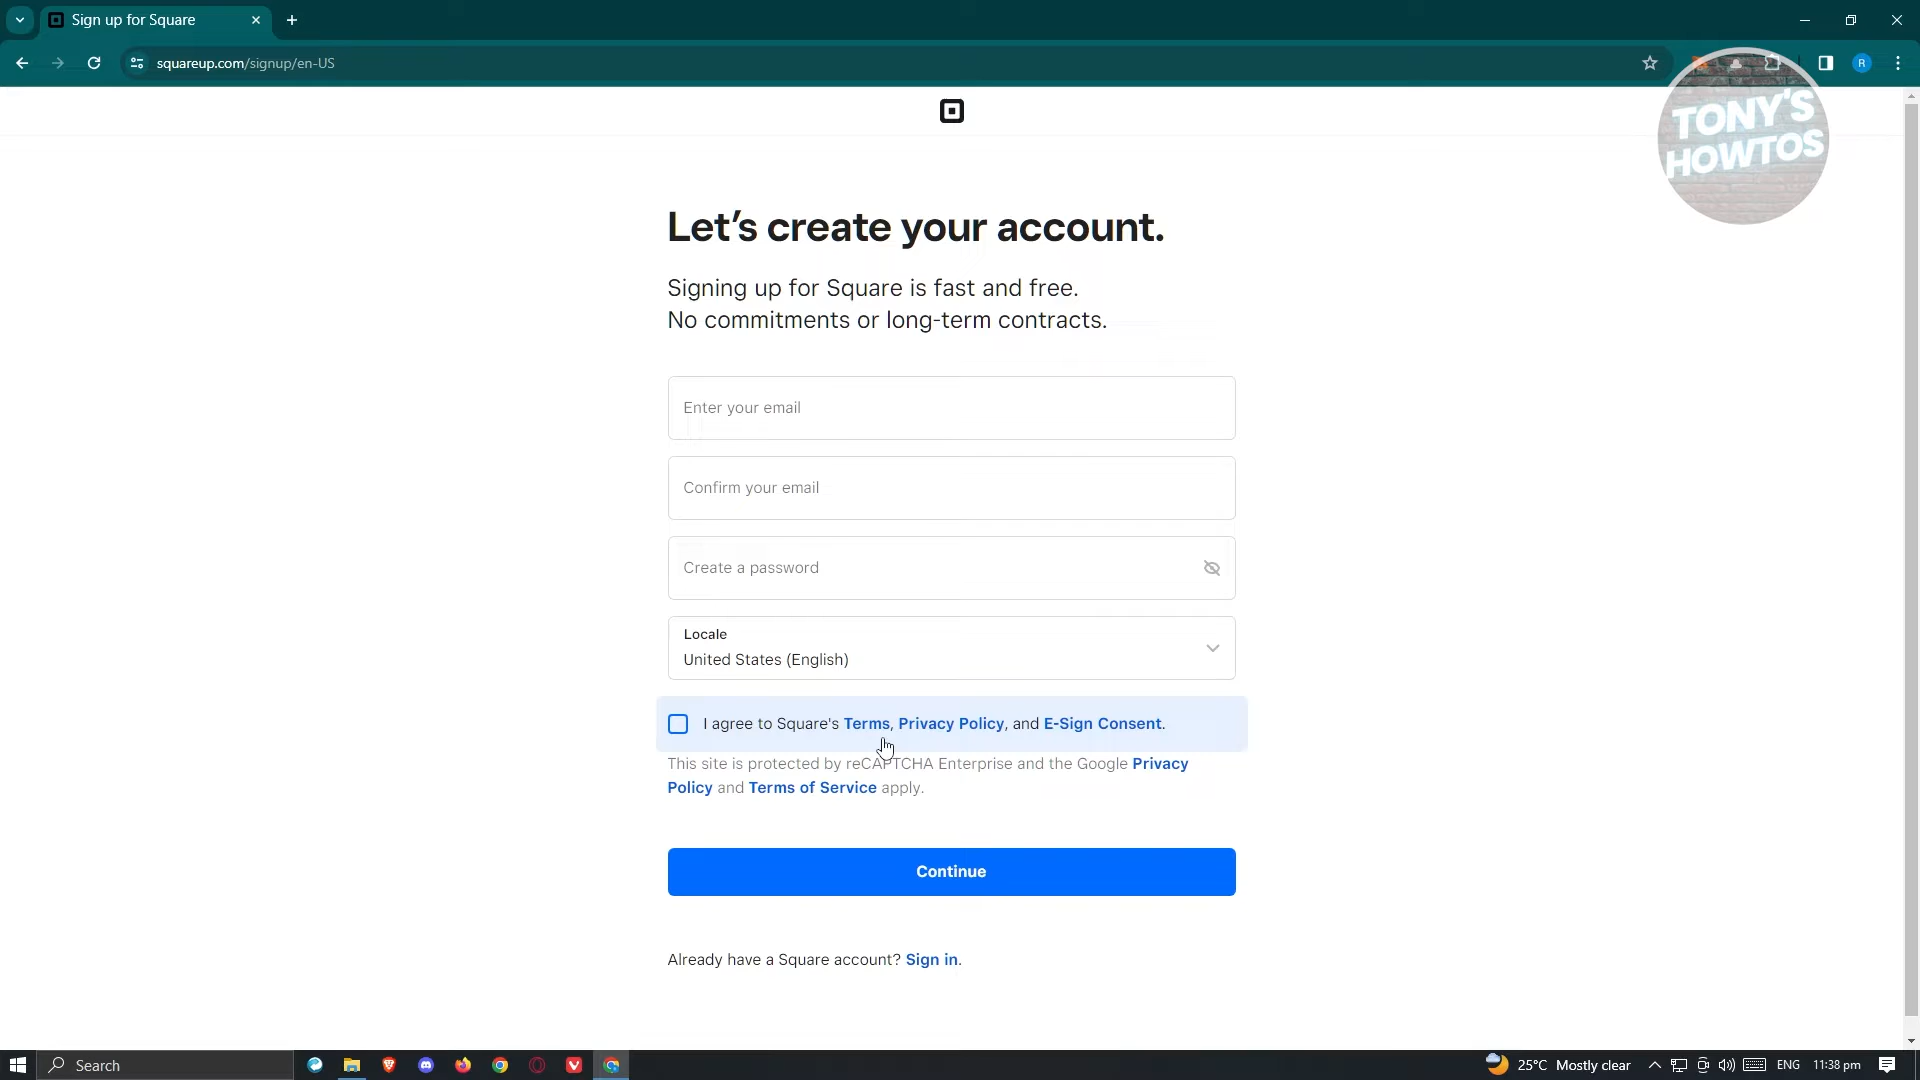 Sign up for Square
squareup.com/signup/en-US
R
TONY'S
HOWTOS
Let's create your account.
Signing up for Square is fast and free.
No commitments or long-term contracts.
Enter your email
Confirm your email
Create a password
Locale
United States (English)
I agree to Square's Terms, Privacy Policy, and E-Sign Consent.
This site is protected by reCAPTCHA Enterprise and the Google Privacy
Policy and Terms of Service apply.
Continue
Already have a Square account? Sign in.
Search
25°C Mostly clear
ENG
11:38 pm